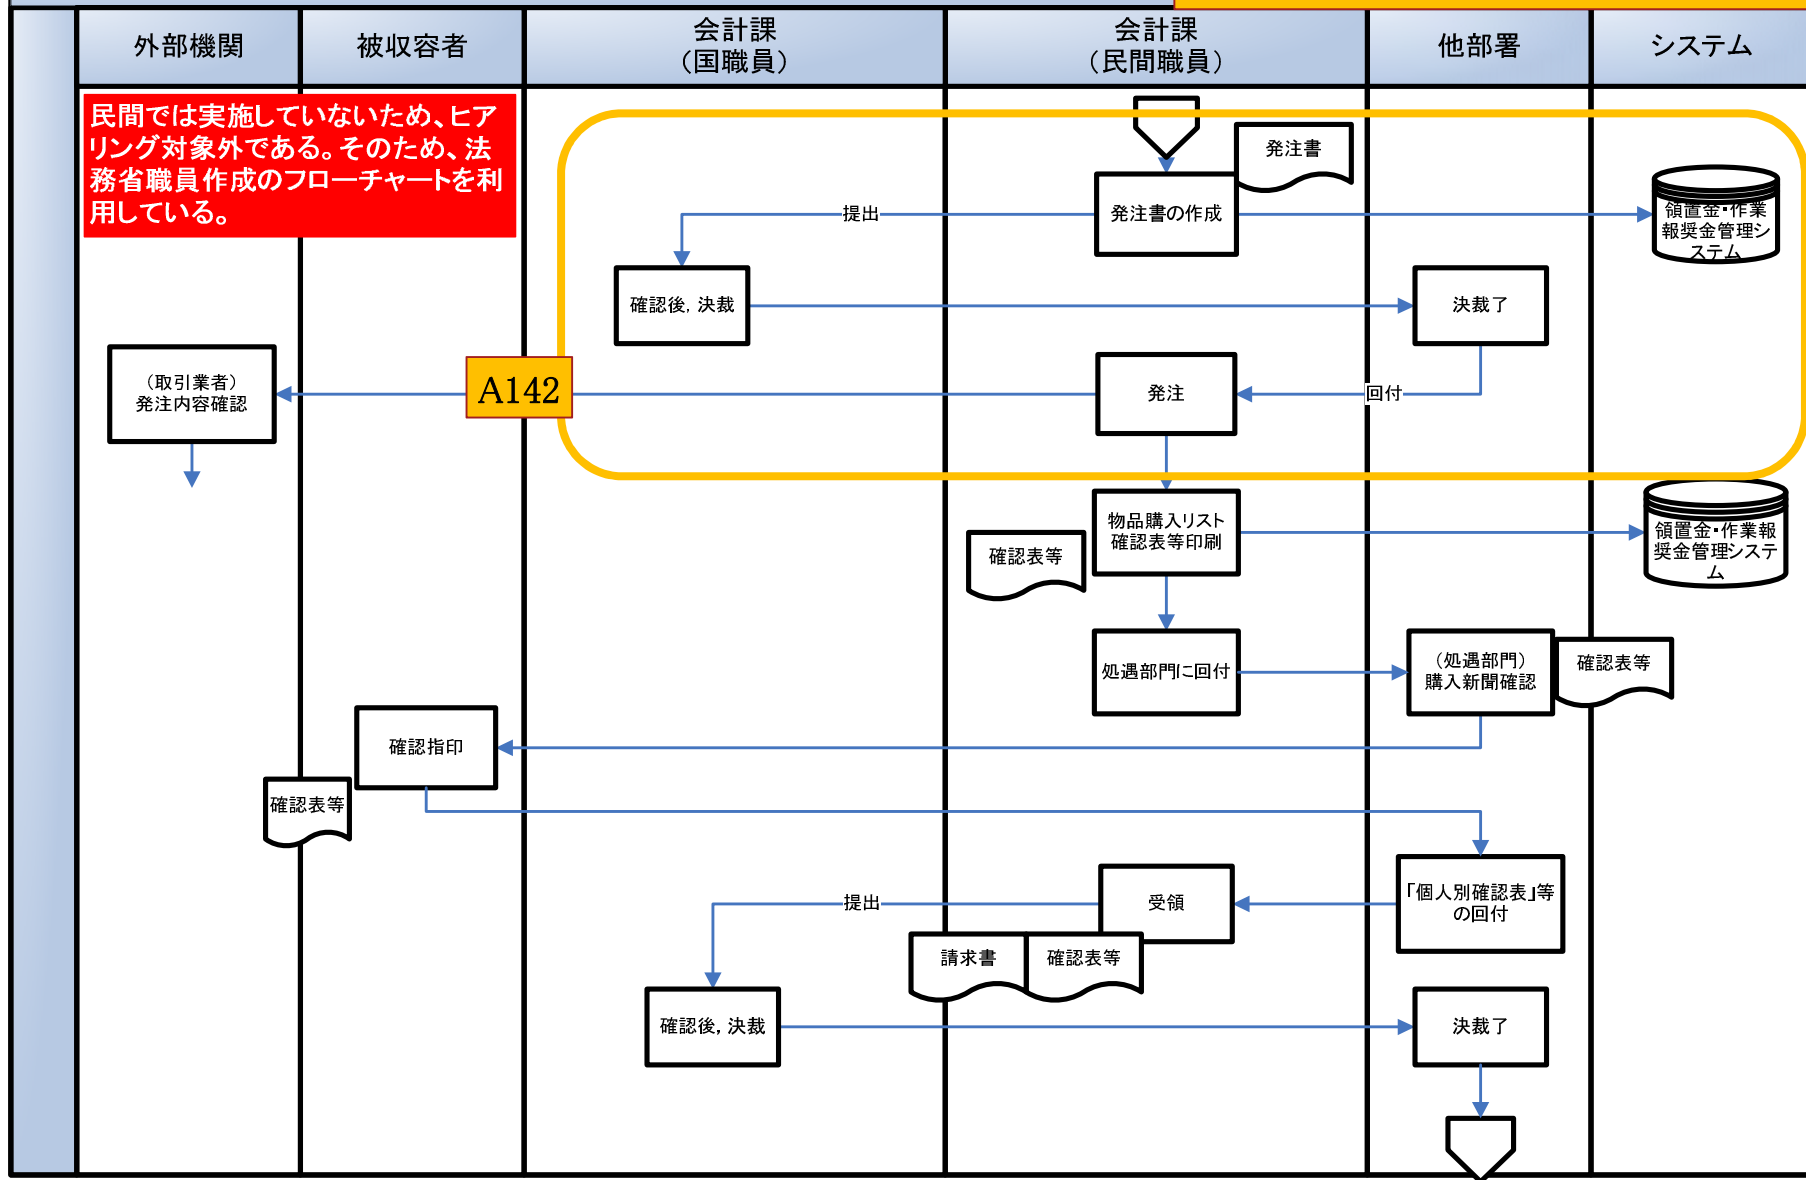 外部機関
被収容者
会計課
（国職員）
会計課
（民間職員）
他部署
システム
民間では実施していないため、ヒア
リング対象外である。そのため、法
務省職員作成のフローチャートを利
用している。
発注書
提出
発注書の作成
領置金・作業
報奨金管理シ
ステム
確認後，決裁
決裁了
（取引業者）
発注内容確認
A142
発注
回付
物品購入リスト
確認表等印刷
確認表等
領置金・作業報
奨金管理システ
ム
処遇部門に回付
（処遇部門）
購入新聞確認
確認表等
確認指印
確認表等
提出
受領
「個人別確認表」等
の回付
請求書
確認表等
確認後，決裁
決裁了